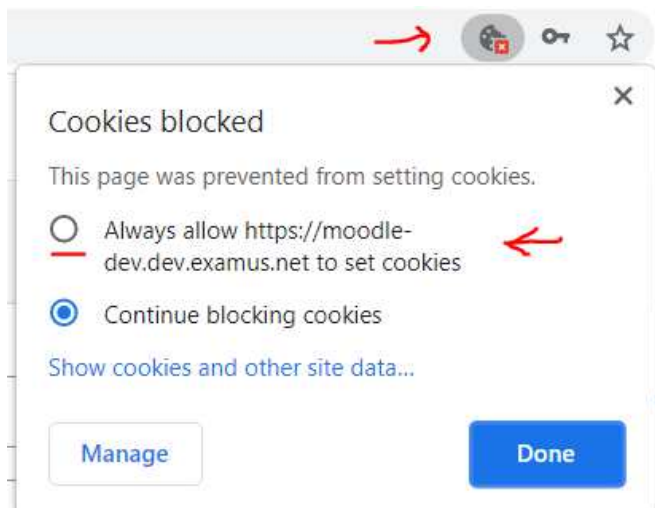 Cookies blocked
This page was prevented from setting cookies.
Always allow https://moodle-
dev.dev.examus.net to set cookies
Continue blocking cookies
Show cookies and other site data...
Manage
Done